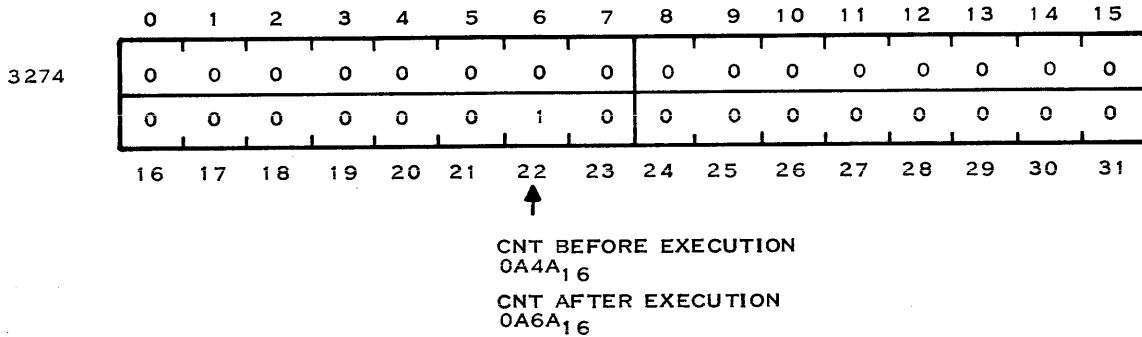 0 1 2 3 4 5 6 7 8 9 10 11 12 13 14 15
3274 0 0 0 0 0 0 0 0 0 0 0 0 0 0 0 0
0 0 0 0 0 0 1 0 0 0 0 0 0 0 0 0
16 17 18 19 20 21 22 23 24 25 26 27 28 29 30 31
CNT BEFORE EXECUTION
0A4A16
CNT AFTER EXECUTION
0A6A16